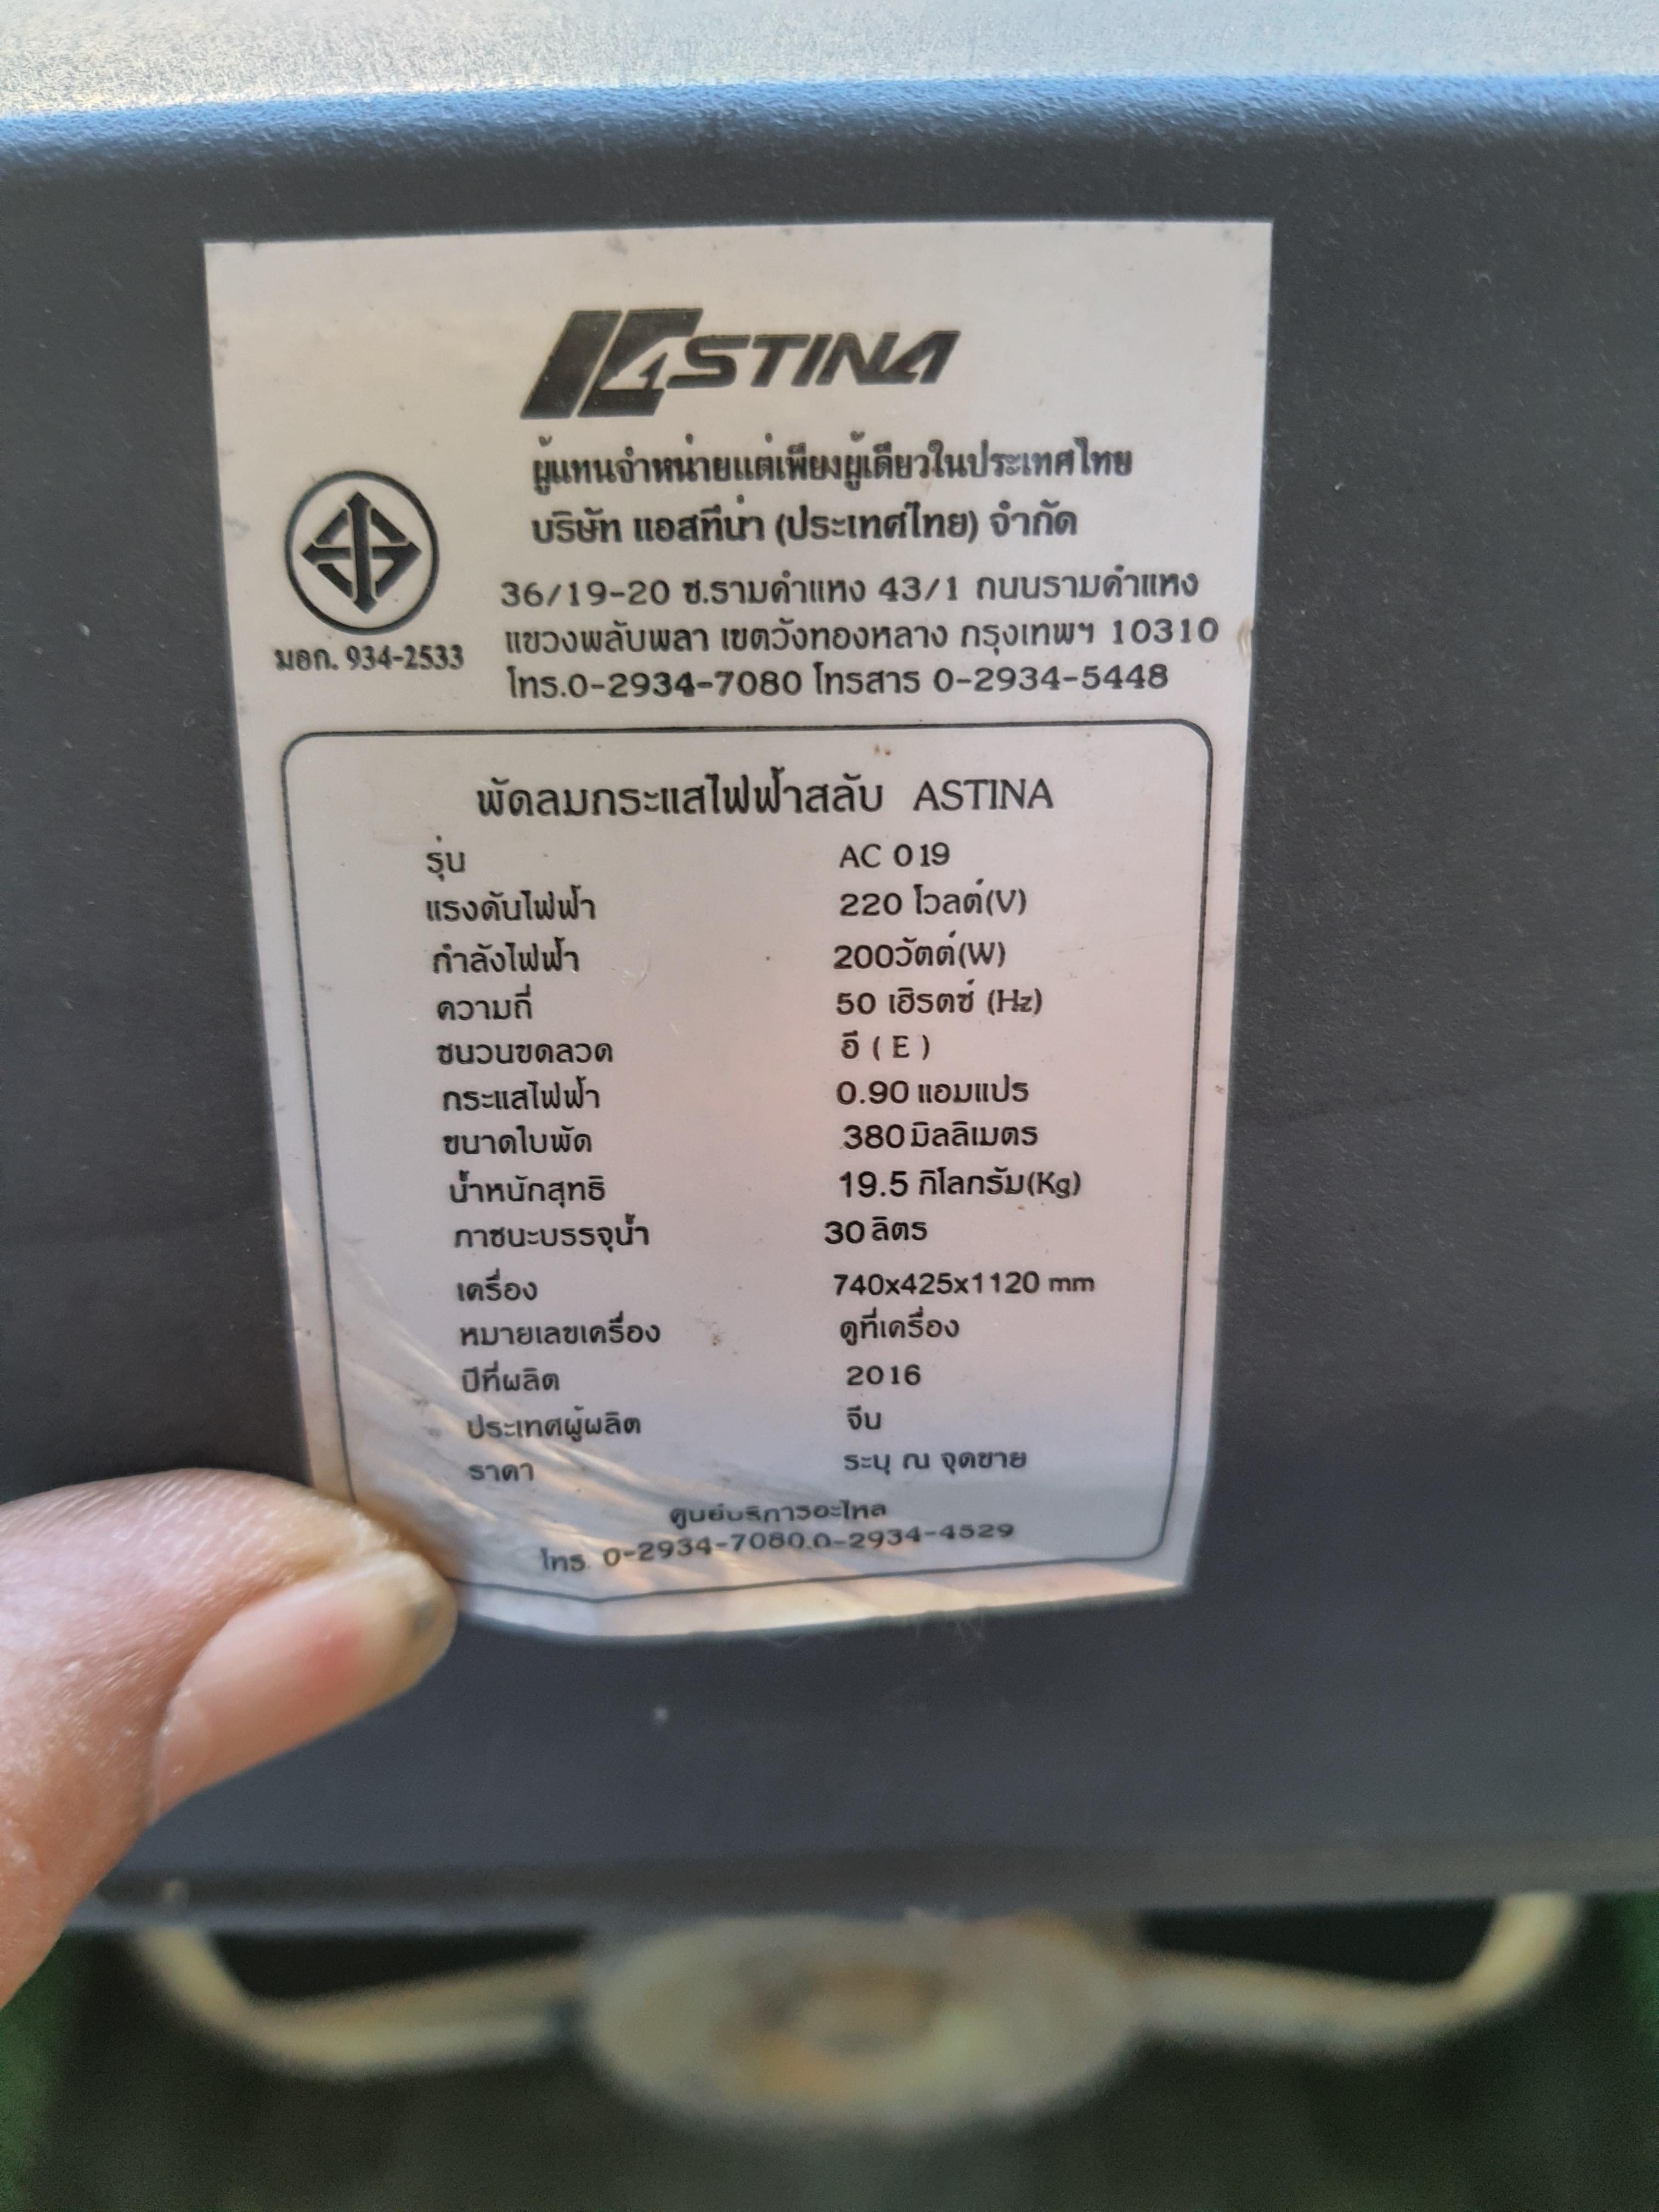 ASTINA
ผู้แทนจำหน่ายแต่เพียงผู้เดียวในประเทศไทย
บริษัท แอสทีน่า (ประเทศไทย) จำกัด
36/19-20 ซ.รามคำแหง 43/1 ถนนรามคำแหง
แขวงพลับพลา เขตวังทองหลาง กรุงเทพฯ 10310
โทร.0-2934-7080 โทรสาร 0-2934-5448
มอก. 934-2533
พัดลมกระแสไฟฟ้าสลับ ASTINA
รุ่น AC 019
แรงดันไฟฟ้า 220 โวลต์(V)
กำลังไฟฟ้า 200วัตต์(W)
ความถี่ 50 เฮิรตซ์ (Hz)
ชนวนขดลวด อี ( E )
กระแสไฟฟ้า 0.90 แอมแปร
ขนาดใบพัด 380มิลลิเมตร
น้ำหนักสุทธิ 19.5 กิโลกรัม(Kg)
ภาชนะบรรจุน้ำ 30 ลิตร
เครื่อง 740x425x1120 mm
หมายเลขเครื่อง ดูที่เครื่อง
ปีที่ผลิต 2016
ประเทศผู้ผลิต จีน
ราคา ระบุ ณ จุดขาย
ศูนย์บริการอะไหล
โทร. 0-2934-7080,0-2934-4529